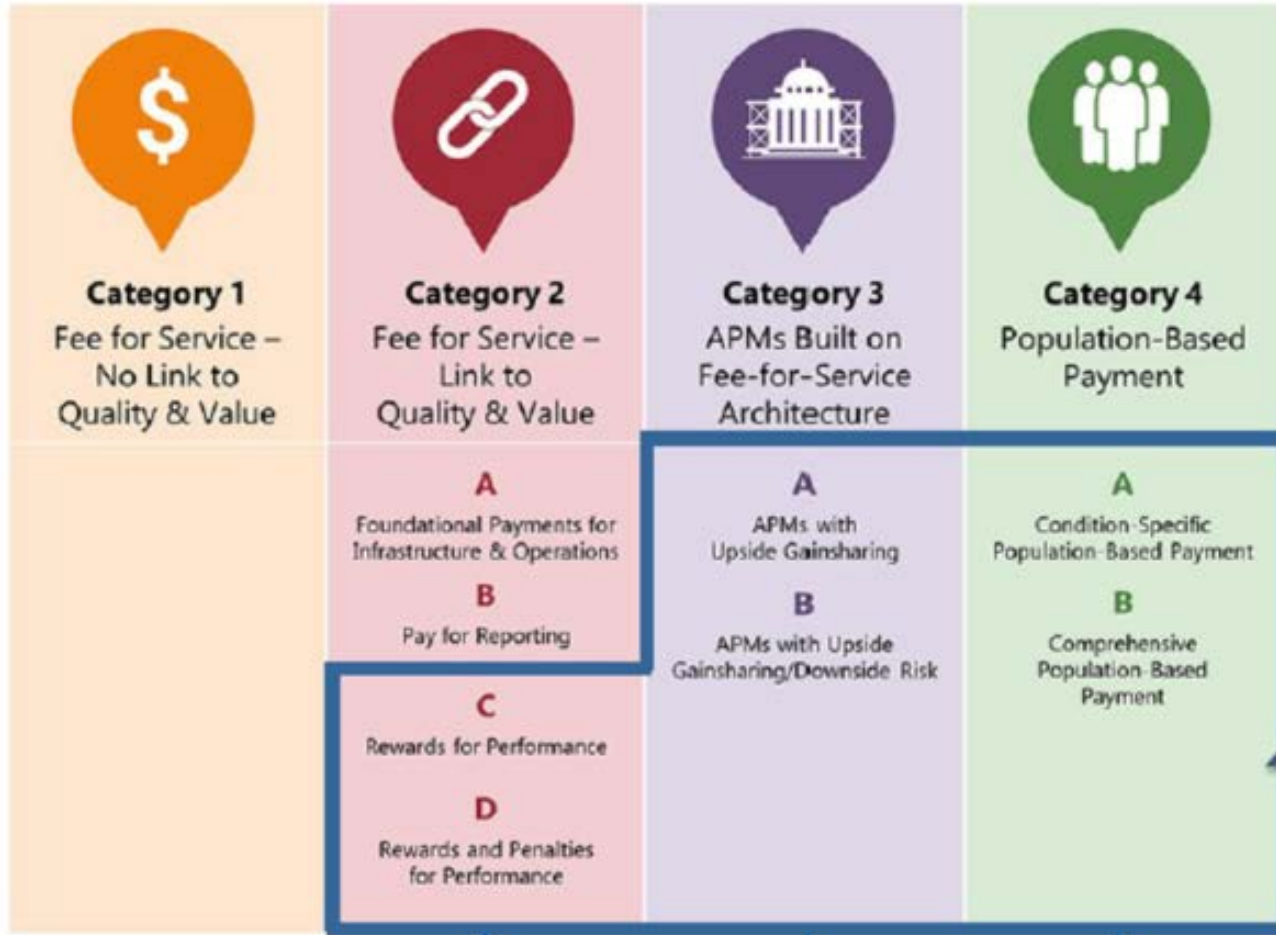 $
Category 1
Fee for Service –
No Link to
Quality & Value
Category 2
Fee for Service –
Link to
Quality & Value
A
Foundational Payments for
Infrastructure & Operations
B
Pay for Reporting
C
Rewards for Performance
D
Rewards and Penalties
for Performance
Category 3
APMs Built on
Fee-for-Service
Architecture
A
APMs with
Upside Gainsharing
B
APMs with Upside
Gainsharing/Downside Risk
Category 4
Population-Based
Payment
A
Condition-Specific
Population-Based Payment
B
Comprehensive
Population-Based
Payment